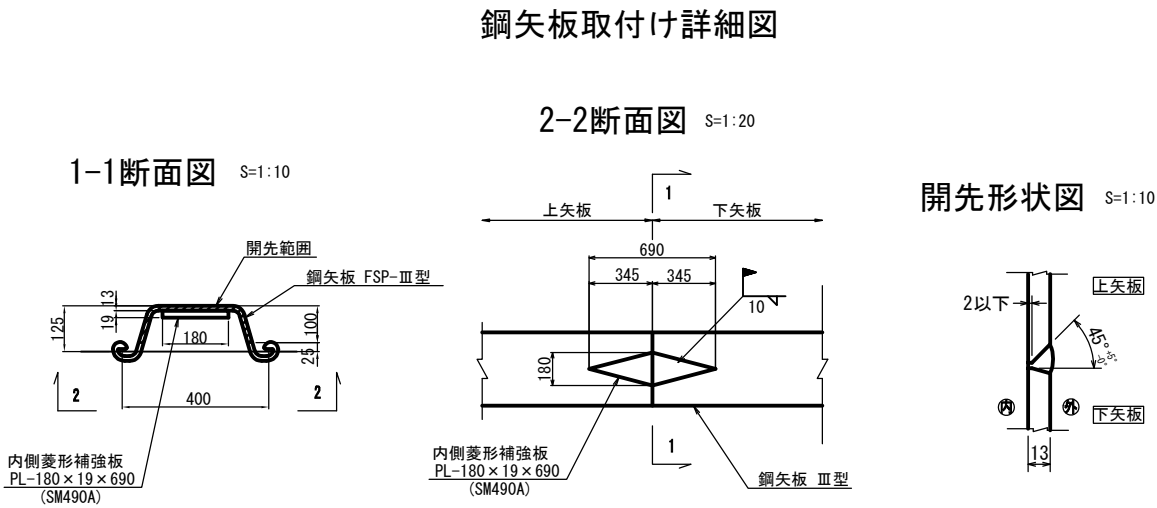 鋼矢板取付け詳細図
2-2断面図 S=1:20
1-1断面図 S=1:10
開先形状図 S=1:10
開先範囲
鋼矢板 FSP-Ⅲ型
13
19
125
180
100
25
400
2
2
内側菱形補強板
PL-180×19×690
(SM490A)
1
上矢板
下矢板
690
345
345
10
180
1
内側菱形補強板
PL-180×19×690
(SM490A)
鋼矢板 Ⅲ型
上矢板
2以下
45°+5°
-0°
内
外
下矢板
13